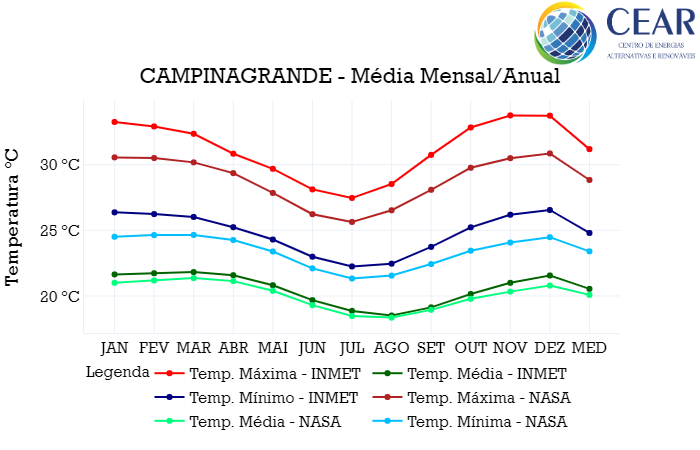 CEAR
CENTRO DE ENERGIAS
ALTERNATIVAS E RENOVÁVEIS
CAMPINAGRANDE - Média Mensal/Anual
Temperatura °C
30 °C
25 °C
20 °C
JAN FEV MAR ABR MAI JUN JUL AGO SET OUT NOV DEZ MED
Legenda Temp. Máxima - INMET Temp. Média - INMET
Temp. Mínimo - INMET Temp. Máxima - NASA
Temp. Média - NASA Temp. Mínima - NASA